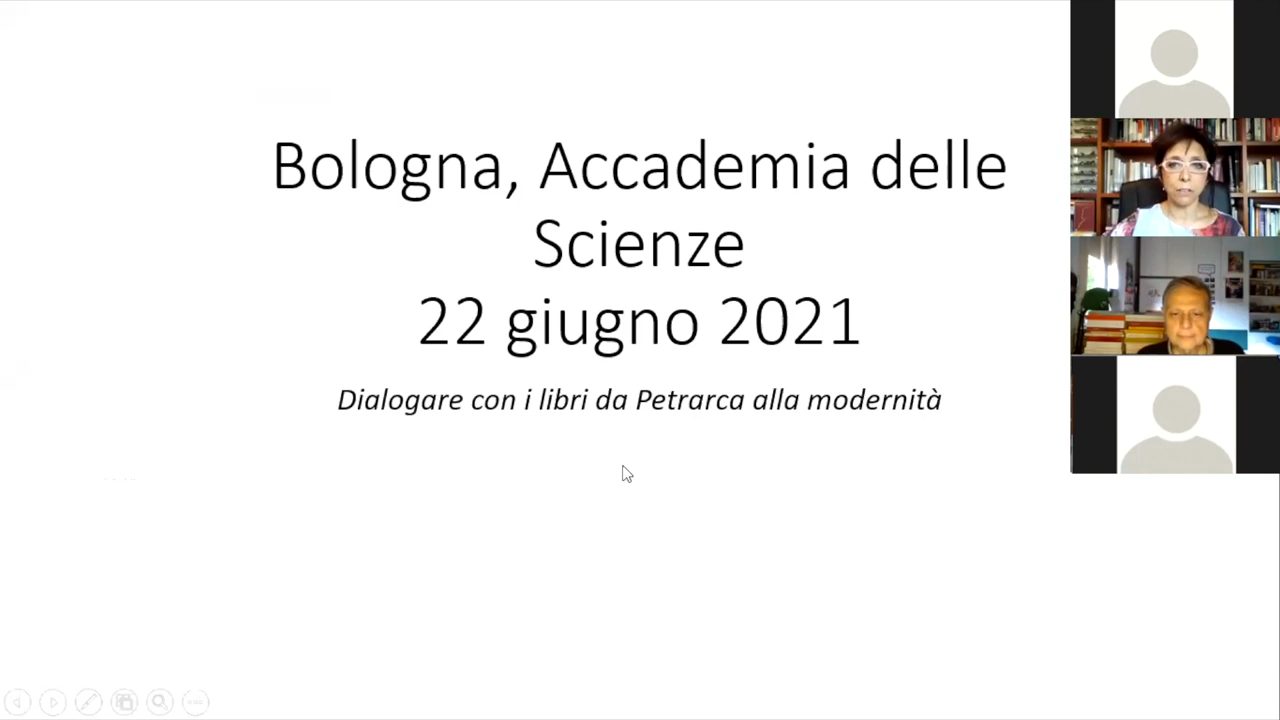 Bologna, Accademia delle
Scienze
22 giugno 2021
Dialogare con i libri da Petrarca alla modernità